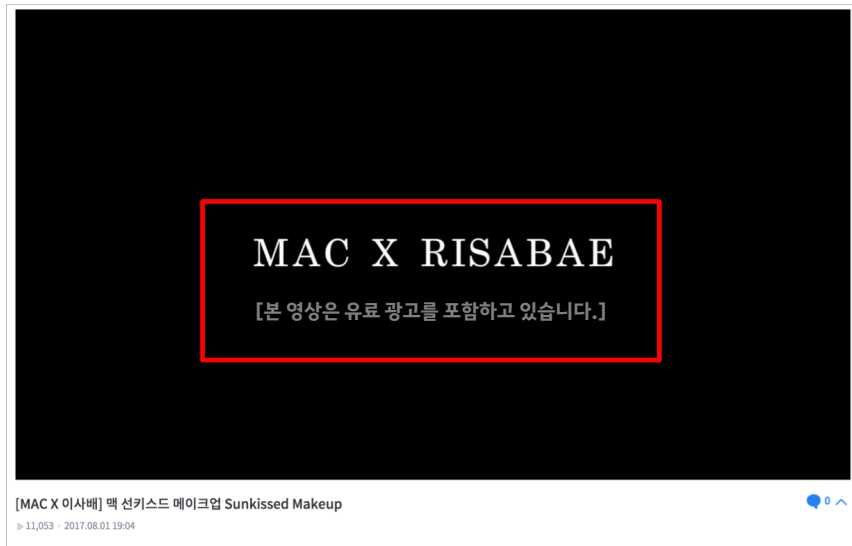 MAC X RISABAE
[본 영상은 유료 광고를 포함하고 있습니다.]
[MAC X 이사배] 맥 선키스드 메이크업 Sunkissed Makeup
0
11,053 2017.08.01 19:04